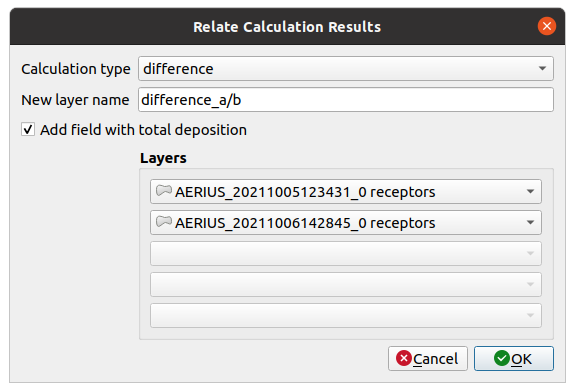 Relate Calculation Results
Calculation type difference
New layer name difference_a/b
Add field with total deposition
Layers
AERIUS_20211005123431_0 receptors
AERIUS_20211006142845_0 receptors
Cancel OK